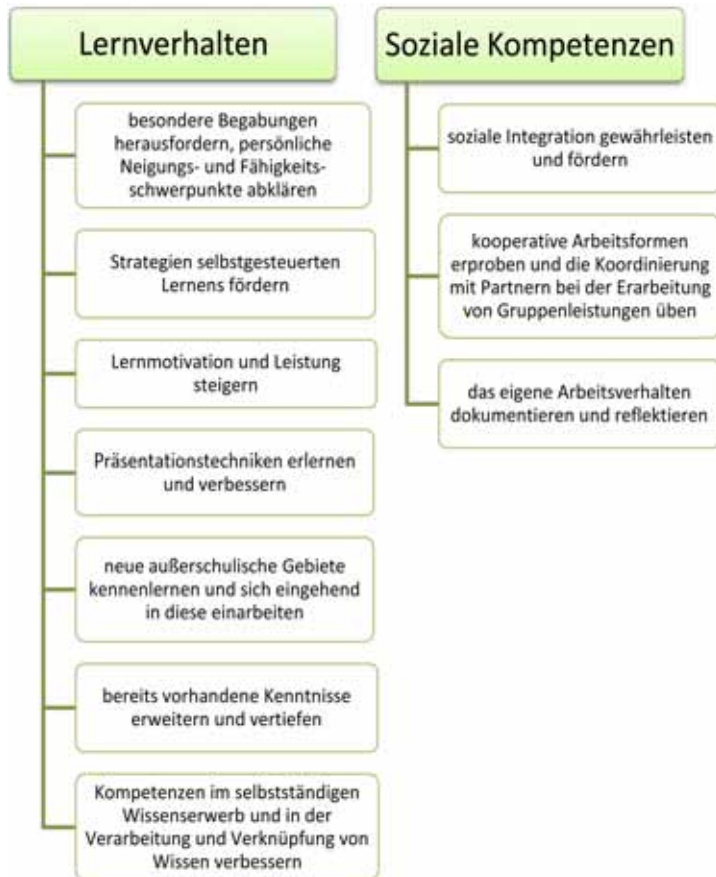 Lernverhalten
besondere Begabungen
herausfordern, persönliche
Neigungs- und Fähigkeits-
schwerpunkte abklären
Strategien selbstgesteuerten
Lernens fördern
Lernmotivation und Leistung
steigern
Präsentationstechniken erlernen
und verbessern
neue außerschulische Gebiete
kennenlernen und sich eingehend
in diese einarbeiten
bereits vorhandene Kenntnisse
erweitern und vertiefen
Kompetenzen im selbstständigen
Wissenserwerb und in der
Verarbeitung und Verknüpfung von
Wissen verbessern
Soziale Kompetenzen
soziale Integration gewährleisten
und fördern
kooperative Arbeitsformen
erproben und die Koordinierung
mit Partnern bei der Erarbeitung
von Gruppenleistungen üben
das eigene Arbeitsverhalten
dokumentieren und reflektieren